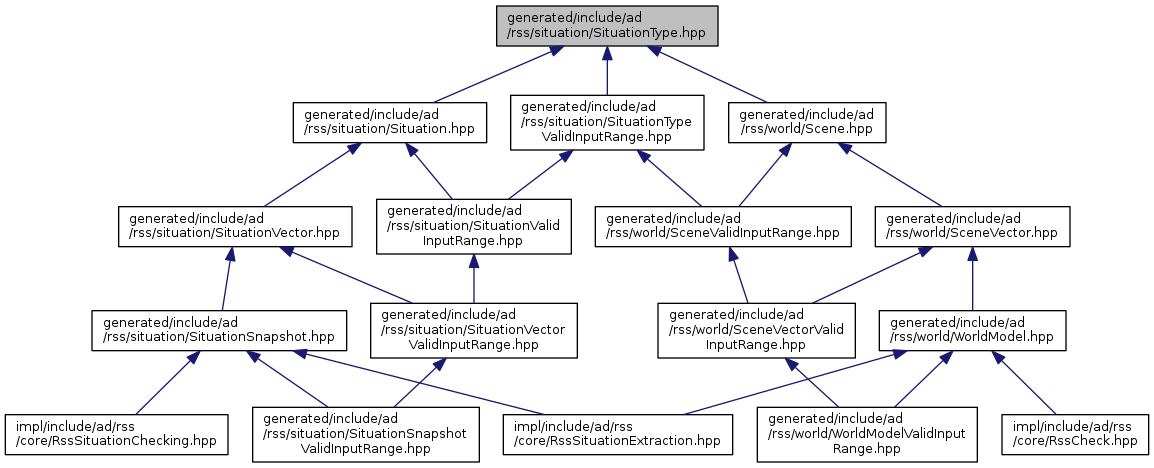 generated/include/ad
/rss/situation/SituationType.hpp
generated/include/ad
/rss/situation/Situation.hpp
generated/include/ad
/rss/situation/SituationType
ValidInputRange.hpp
generated/include/ad
/rss/world/Scene.hpp
generated/include/ad
/rss/situation/SituationVector.hpp
generated/include/ad
/rss/situation/SituationValid
InputRange.hpp
generated/include/ad
/rss/world/SceneValidInputRange.hpp
generated/include/ad
/rss/world/SceneVector.hpp
generated/include/ad
/rss/situation/SituationSnapshot.hpp
generated/include/ad
/rss/situation/SituationVector
ValidInputRange.hpp
generated/include/ad
/rss/world/SceneVectorValid
InputRange.hpp
generated/include/ad
/rss/world/WorldModel.hpp
impl/include/ad/rss
/core/RssSituationChecking.hpp
generated/include/ad
/rss/situation/SituationSnapshot
ValidInputRange.hpp
impl/include/ad/rss
/core/RssSituationExtraction.hpp
generated/include/ad
/rss/world/WorldModelValidInput
Range.hpp
impl/include/ad/rss
/core/RssCheck.hpp